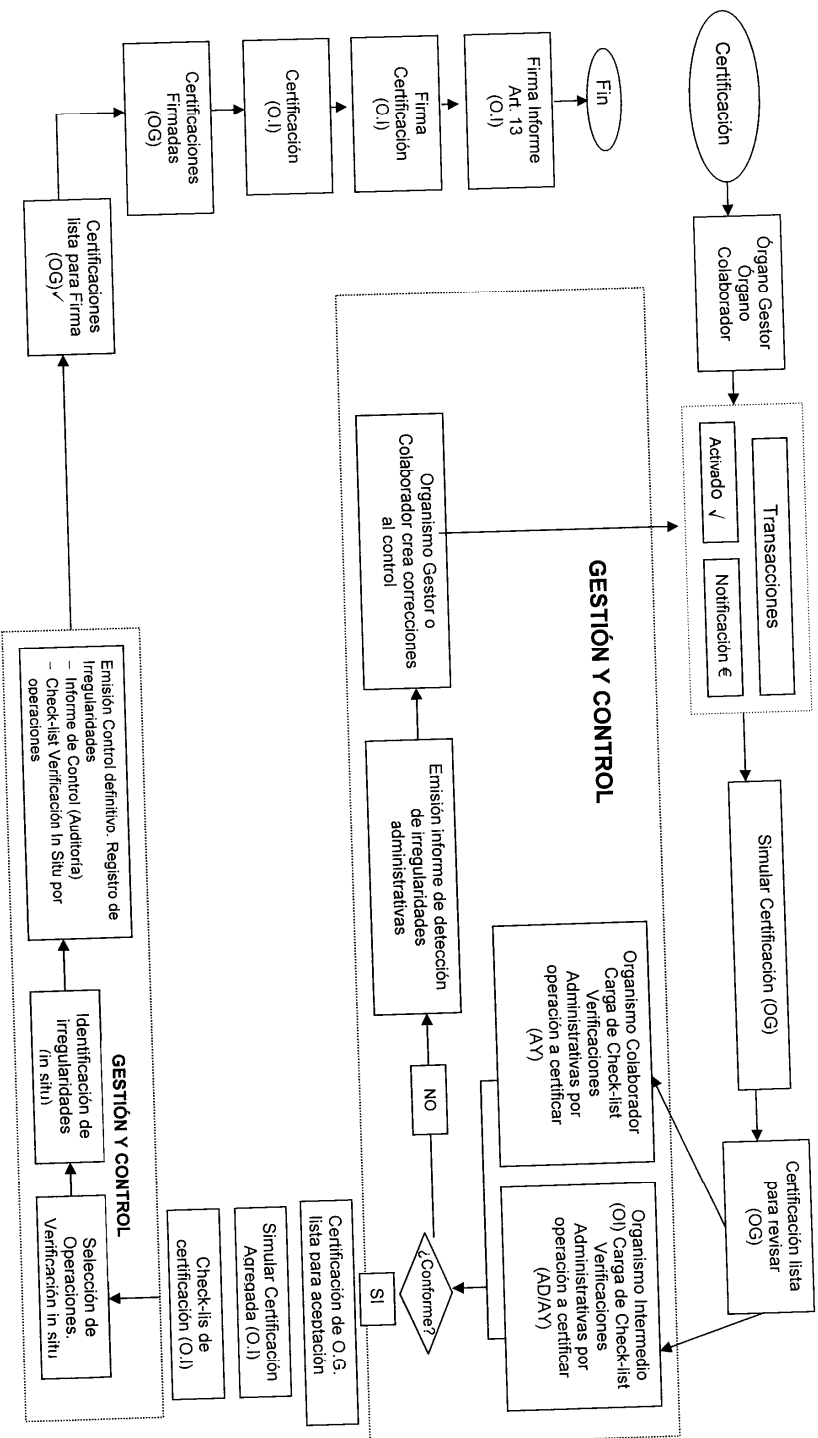 Certificación
Órgano Gestor
Órgano
Colaborador
Transacciones
Activado √
Notificación €
Simular Certificación (OG)
Certificación lista
para revisar
(OG)
GESTIÓN Y CONTROL
Organismo Colaborador
Carga de Check-list
Verificaciones
Administrativas por
operación a certificar
(AY)
Organismo Intermedio
(OI) Carga de Check-list
Verificaciones
Administrativas por
operación a certificar
(AD/AY)
¿Conforme?
NO
SI
Emisión informe de detección
de irregularidades
administrativas
Organismo Gestor o
Colaborador crea correcciones
al control
Certificación de O.G.
lista para aceptación
Simular Certificación
Agregada (O.I)
Check-lis de
certificación (O.I)
GESTIÓN Y CONTROL
Selección de
Operaciones.
Verificación in situ
Identificación de
irregularidades
(in situ)
Emisión Control definitivo. Registro de
Irregularidades
– Informe de Control (Auditoría)
– Check-list Verificación In Situ por
operaciones
Certificaciones
lista para Firma
(OG)✓
Certificaciones
Firmadas
(OG)
Certificación
(O.I)
Firma
Certificación
(O.I)
Firma Informe
Art. 13
(O.I)
Fin